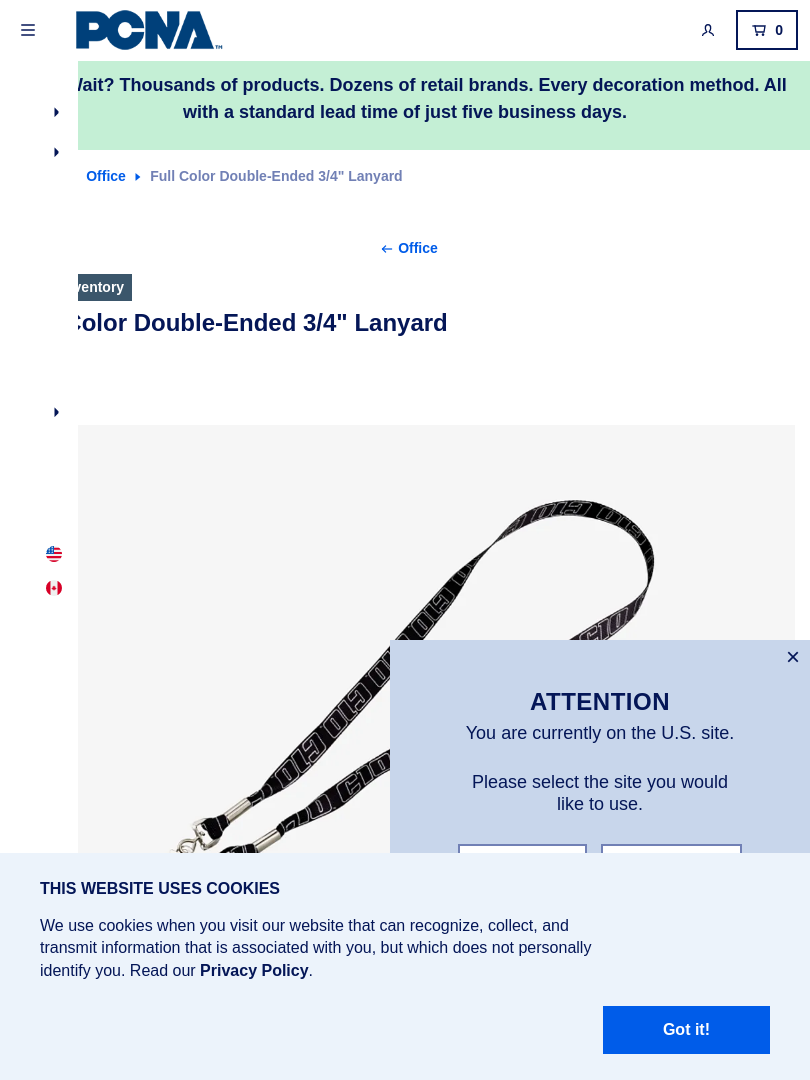 PCNA™
0
Wait? Thousands of products. Dozens of retail brands. Every decoration method. All
with a standard lead time of just five business days.
Office
Full Color Double-Ended 3/4" Lanyard
Office
Color Double-Ended 3/4" Lanyard
ATTENTION
You are currently on the U.S. site.
Please select the site you would
like to use.
THIS WEBSITE USES COOKIES
We use cookies when you visit our website that can recognize, collect, and
transmit information that is associated with you, but which does not personally
identify you. Read our Privacy Policy.
Got it!